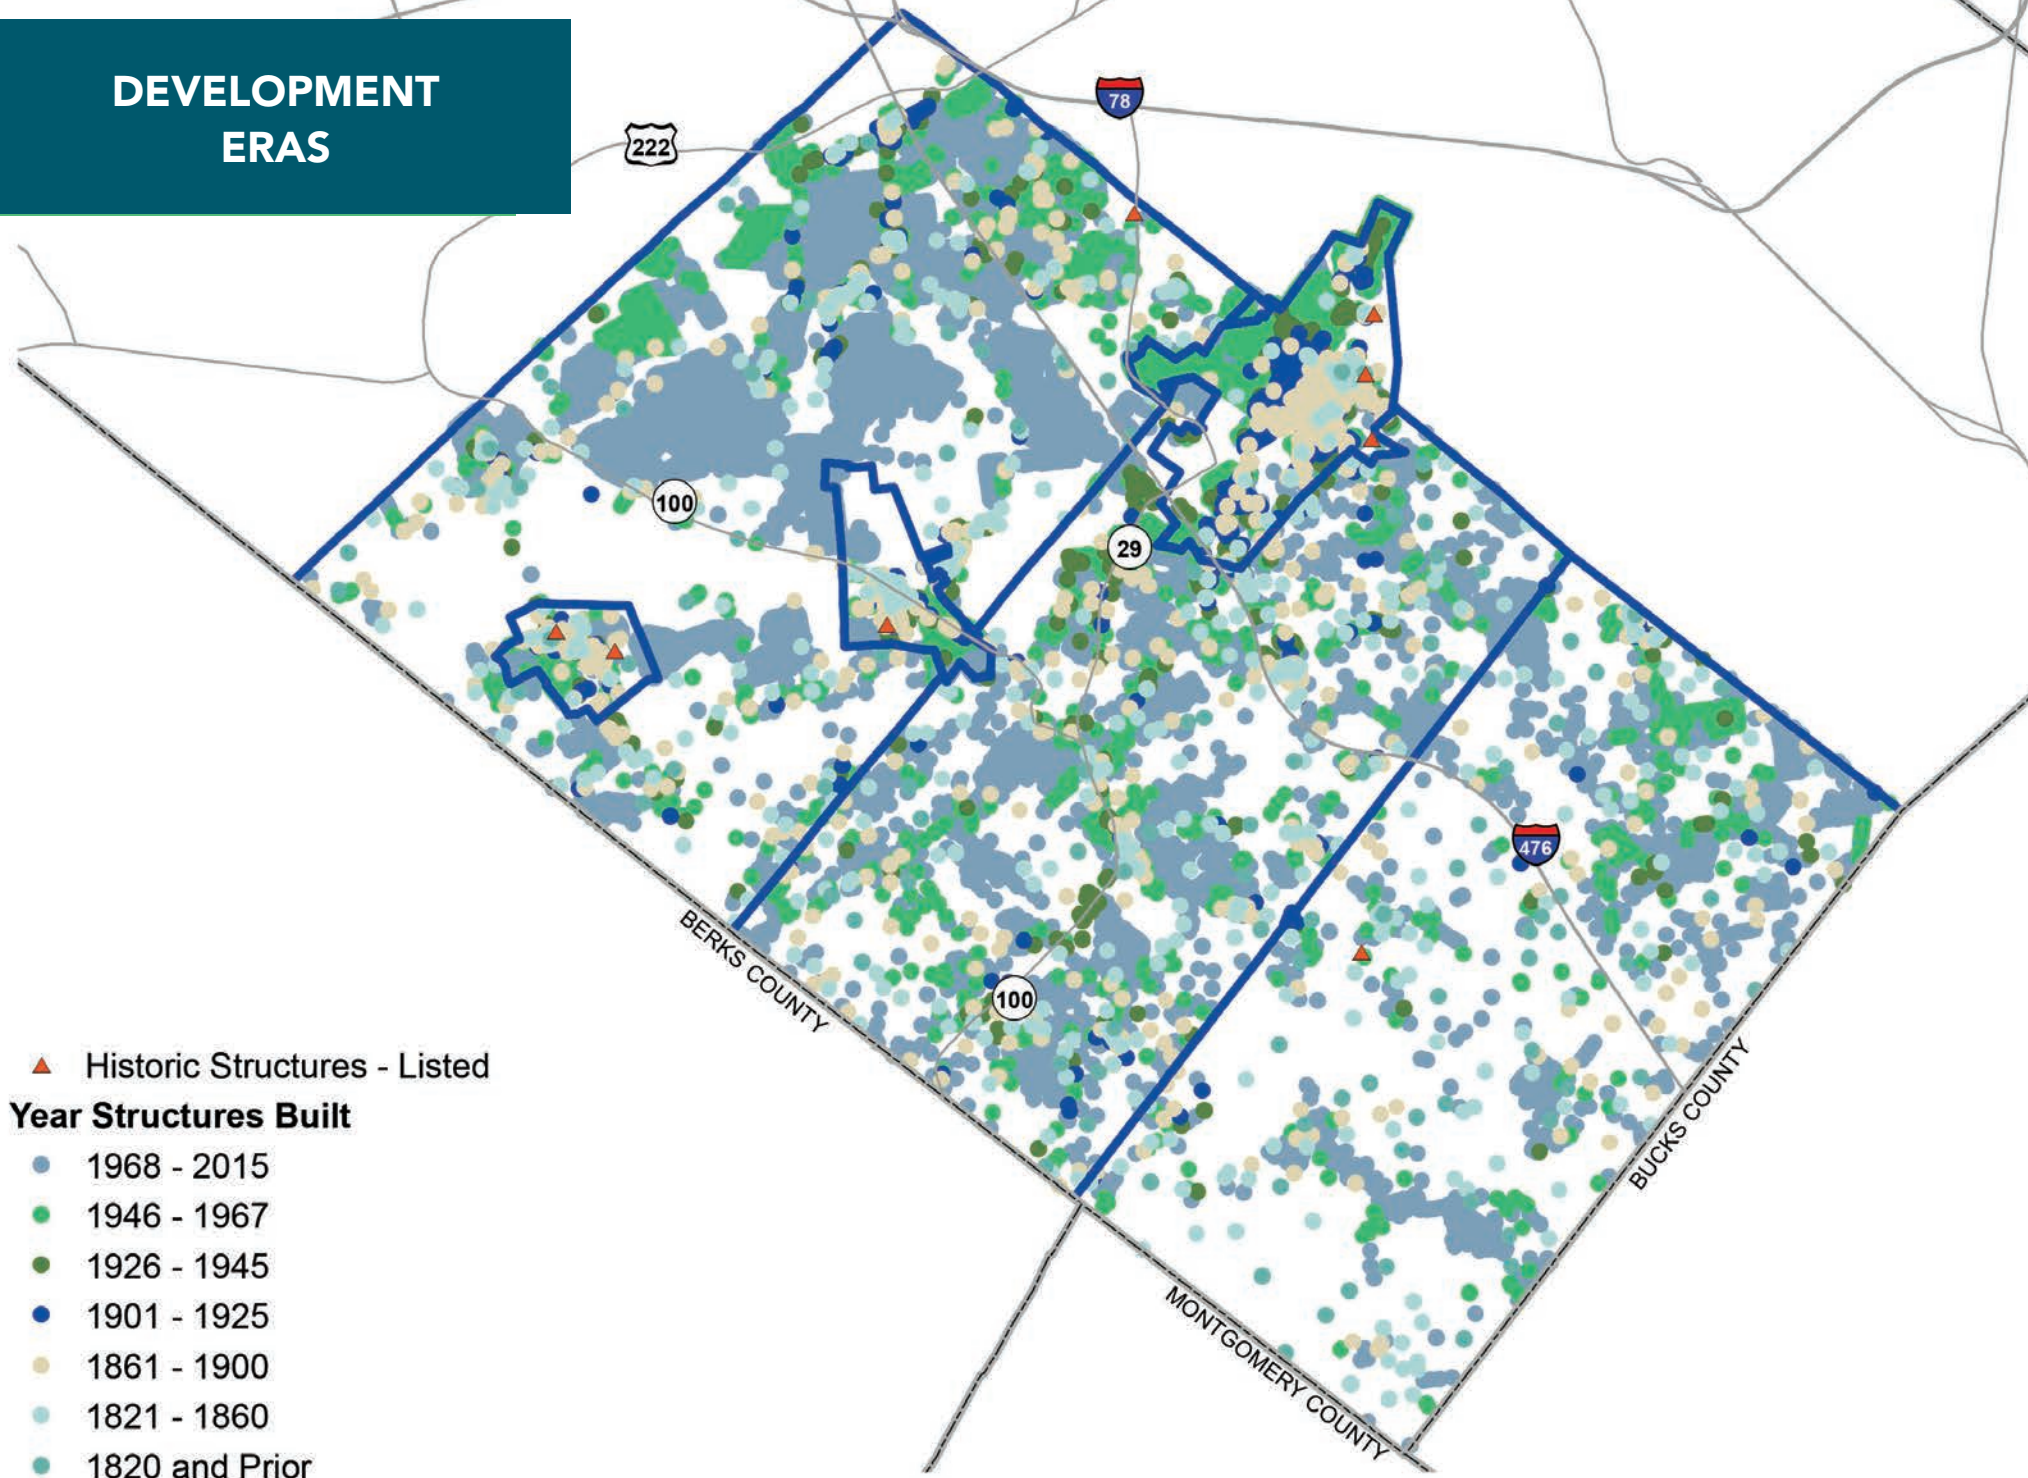 DEVELOPMENT
ERAS
78
222
100
29
476
BERKS COUNTY
100
BUCKS COUNTY
MONTGOMERY COUNTY
Historic Structures - Listed
Year Structures Built
1968 - 2015
1946 - 1967
1926 - 1945
1901 - 1925
1861 - 1900
1821 - 1860
1820 and Prior